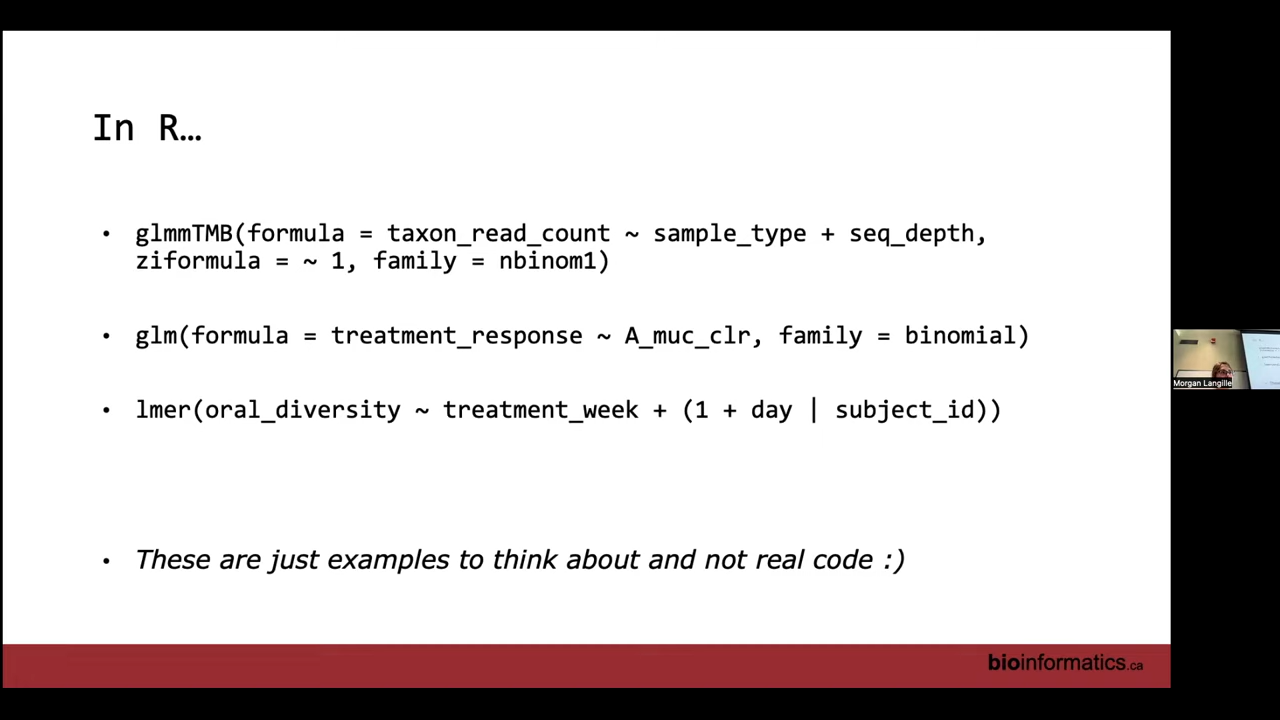 In R…
• glmmTMB(formula = taxon_read_count ~ sample_type + seq_depth,
ziformula = ~ 1, family = nbinom1)
• glm(formula = treatment_response ~ A_muc_clr, family = binomial)
• lmer(oral_diversity ~ treatment_week + (1 + day | subject_id))
• These are just examples to think about and not real code :)
Morgan Langille
bioinformatics.ca